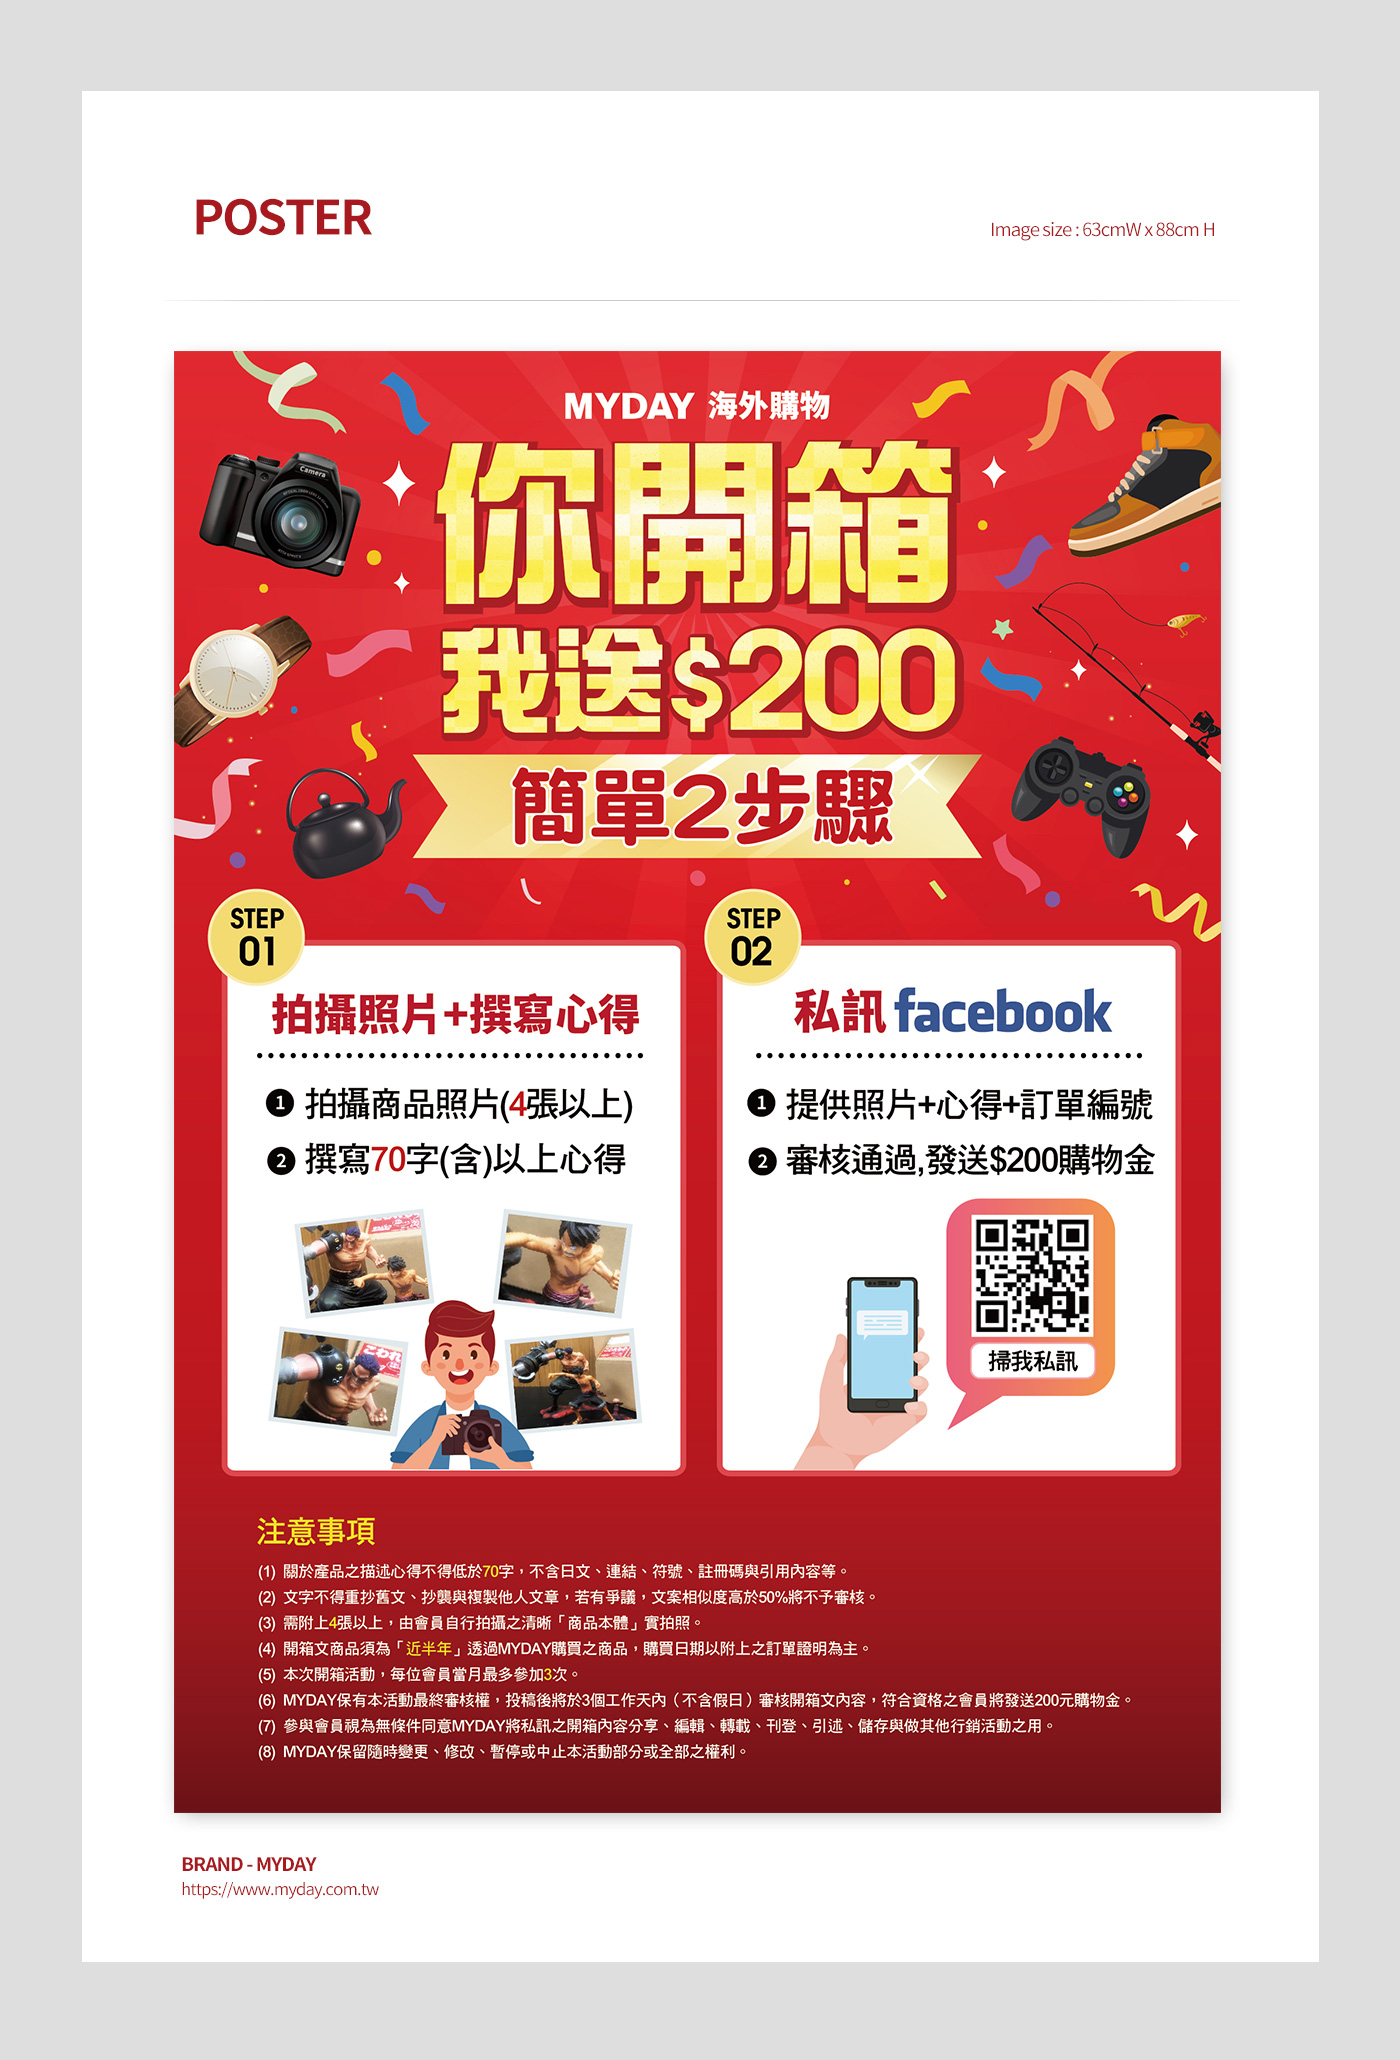 POSTER
Image size : 63cmW x 88cm H
MYDAY 海外購物
你開箱
我送$200
簡單2步驟
STEP
01
拍攝照片+撰寫心得
1 拍攝商品照片(4張以上)
2 撰寫70字(含)以上心得
STEP
02
私訊 facebook
1 提供照片+心得+訂單編號
2 審核通過,發送$200購物金
掃我私訊
Camera
注意事項
(1) 關於產品之描述心得不得低於70字，不含日文、連結、符號、註冊碼與引用內容等。
(2) 文字不得重抄舊文、抄襲與複製他人文章，若有爭議，文案相似度高於50%將不予審核。
(3) 需附上4張以上，由會員自行拍攝之清晰「商品本體」實拍照。
(4) 開箱文商品須為「近半年」透過MYDAY購買之商品，購買日期以附上之訂單證明為主。
(5) 本次開箱活動，每位會員當月最多參加3次。
(6) MYDAY保有本活動最終審核權，投稿後將於3個工作天內（不含假日）審核開箱文內容，符合資格之會員將發送200元購物金。
(7) 參與會員視為無條件同意MYDAY將私訊之開箱內容分享、編輯、轉載、刊登、引述、儲存與做其他行銷活動之用。
(8) MYDAY保留隨時變更、修改、暫停或中止本活動部分或全部之權利。
BRAND - MYDAY
https://www.myday.com.tw